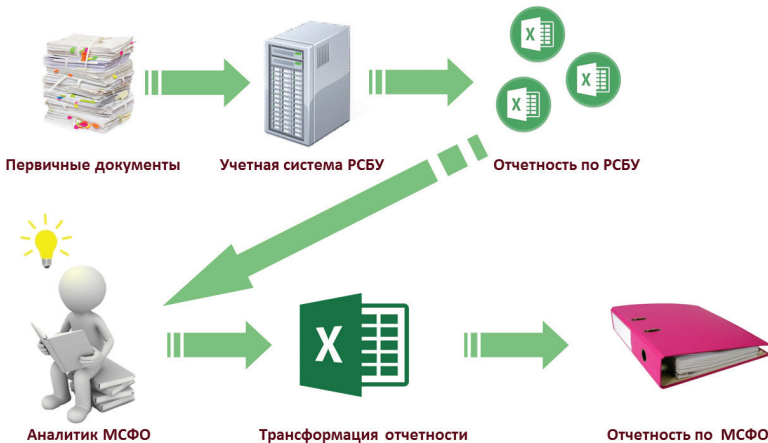 X
X
X
Первичные документы
Учетная система РСБУ
Отчетность по РСБУ
X
Аналитик МСФО
Трансформация отчетности
Отчетность по МСФО